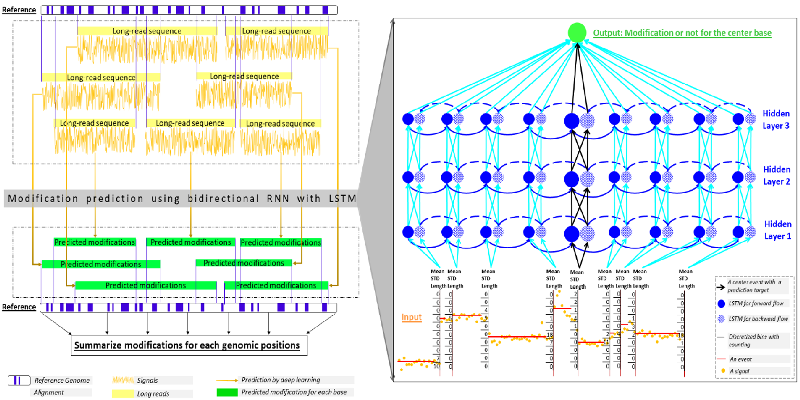 Reference
Long-read sequence
Long-read sequence
Long-read sequence
Long-read sequence
Long-read sequence
Long-read sequence
Long-read sequence
Modification prediction using bidirectional RNN with LSTM
Predicted modifications
Predicted modifications
Predicted modifications
Predicted modifications
Predicted modifications
Predicted modifications
Predicted modifications
Reference
Summarize modifications for each genomic positions
Reference Genome
Signals
Prediction by deep learning
Alignment
Long reads
Predicted modification for each base
Output: Modification or not for the center base
Hidden
Layer 3
Hidden
Layer 2
Hidden
Layer 1
Mean
STD
Length
Mean
STD
Length
Mean
STD
Length
Mean
STD
Length
Mean
STD
Length
Mean
STD
Length
Mean
STD
Length
Mean
STD
Length
Mean
STD
Length
Input
A center event with a
prediction target
LSTM for forward flow
LSTM for backward flow
Discretized bins with
counting
An event
A signal